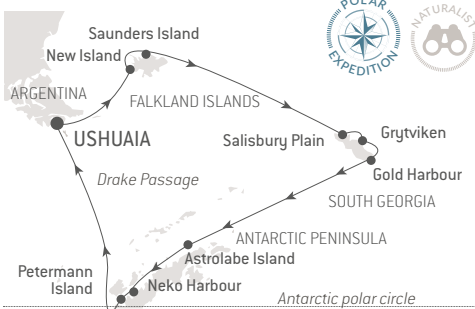 POLAR
EXPEDITION
NATURALIST
Saunders Island
New Island
ARGENTINA
FALKLAND ISLANDS
USHUAIA
Salisbury Plain
Grytviken
Drake Passage
Gold Harbour
SOUTH GEORGIA
ANTARCTIC PENINSULA
Astrolabe Island
Petermann
Island
Neko Harbour
Antarctic polar circle